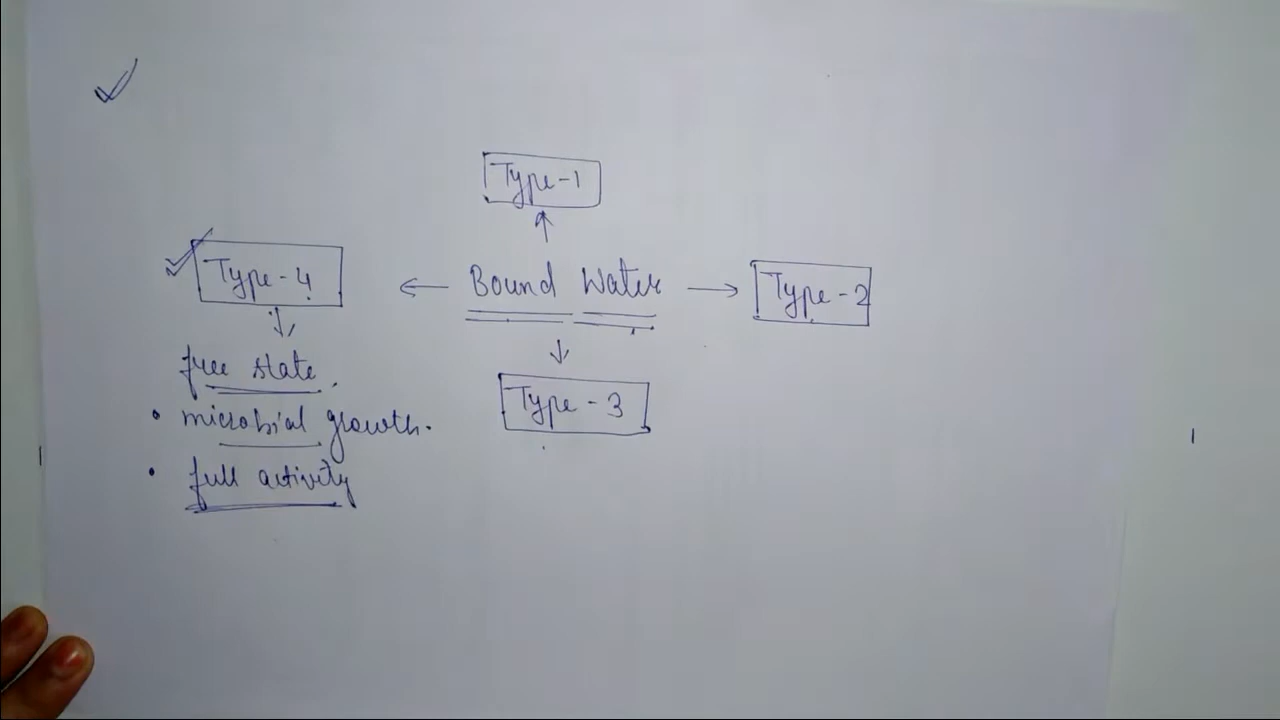 Type-1
Type-4
Bound Water
Type-2
free state
Type-3
• microbial growth.
• full activity